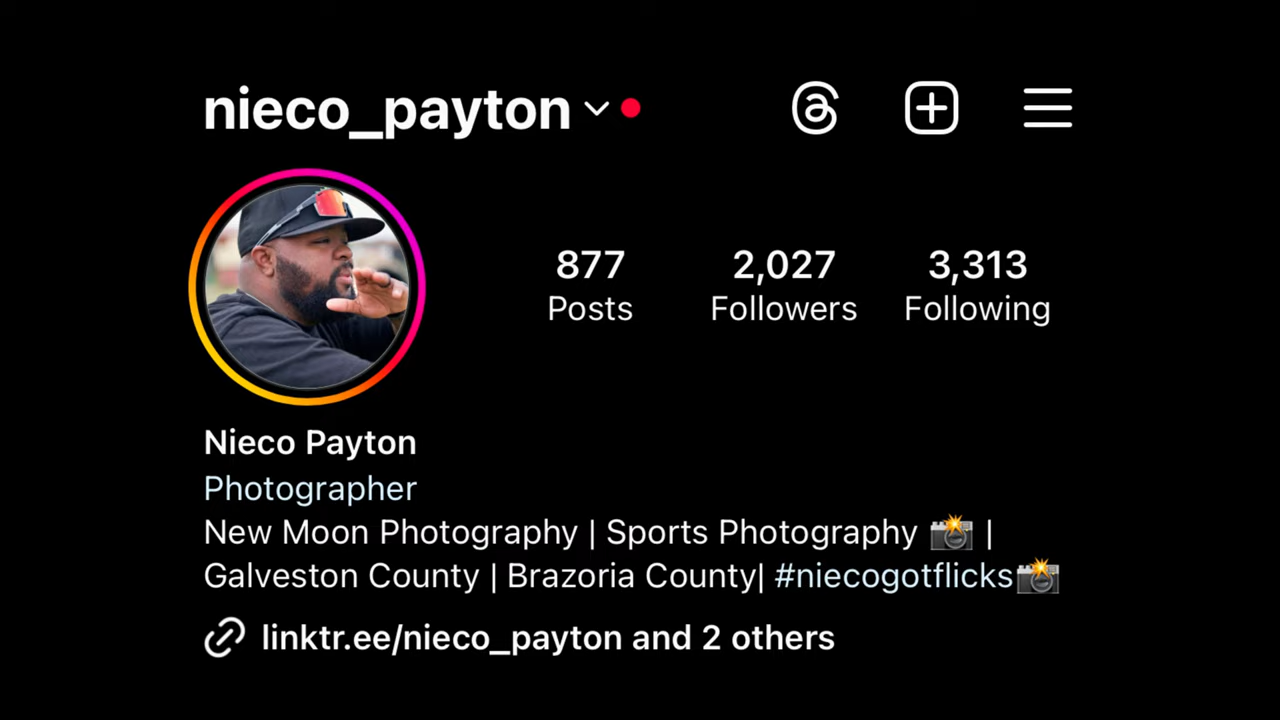 nieco_payton
877 2,027 3,313
Posts Followers Following
Nieco Payton
Photographer
New Moon Photography | Sports Photography 📸 |
Galveston County | Brazoria County| #niecogotflicks📸
linktr.ee/nieco_payton and 2 others